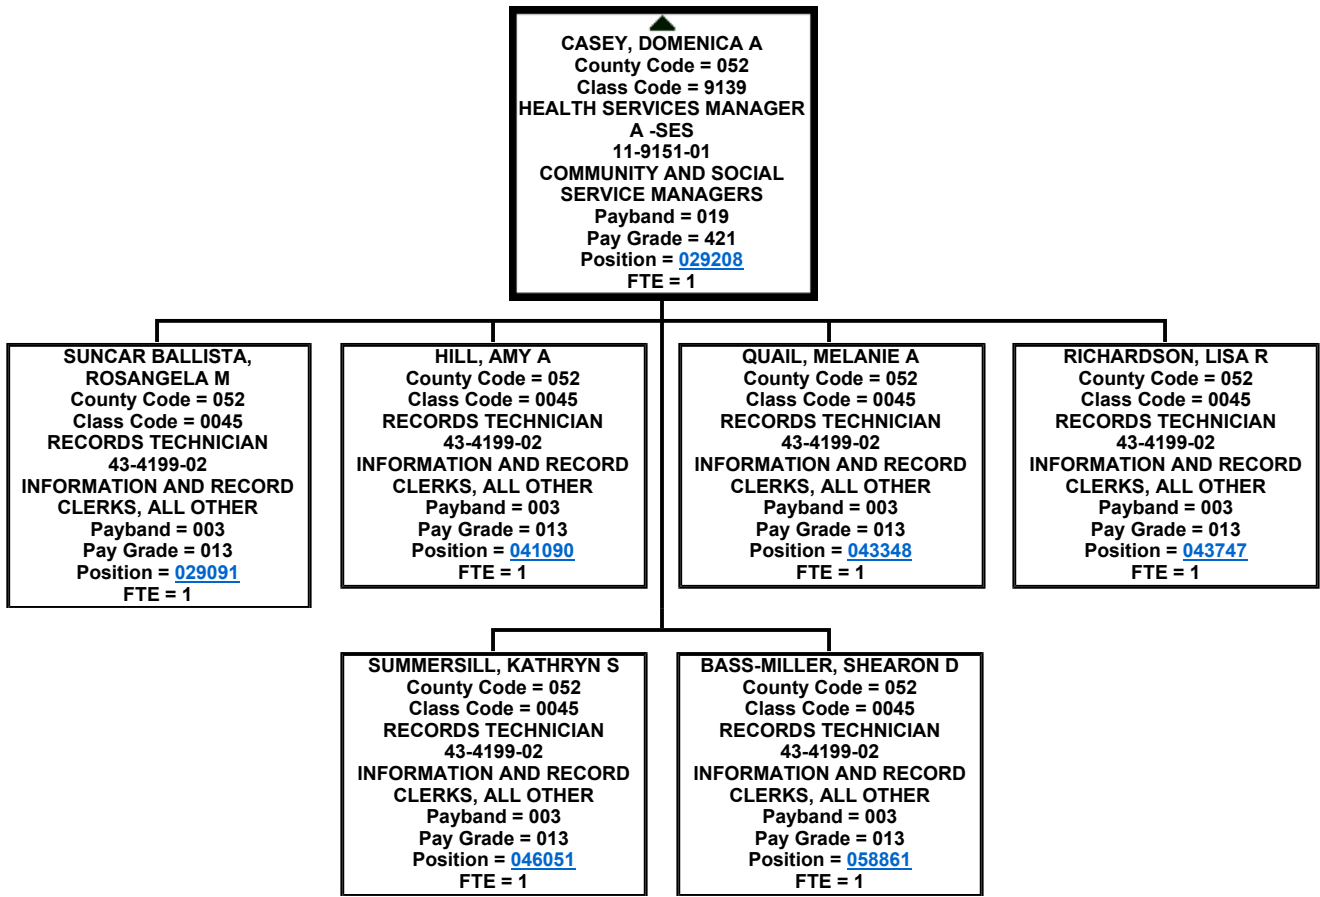 CASEY, DOMENICA A
County Code = 052
Class Code = 9139
HEALTH SERVICES MANAGER
A -SES
11-9151-01
COMMUNITY AND SOCIAL
SERVICE MANAGERS
Payband = 019
Pay Grade = 421
Position = 029208
FTE = 1
SUNCAR BALLISTA,
ROSANGELA M
County Code = 052
Class Code = 0045
RECORDS TECHNICIAN
43-4199-02
INFORMATION AND RECORD
CLERKS, ALL OTHER
Payband = 003
Pay Grade = 013
Position = 029091
FTE = 1
HILL, AMY A
County Code = 052
Class Code = 0045
RECORDS TECHNICIAN
43-4199-02
INFORMATION AND RECORD
CLERKS, ALL OTHER
Payband = 003
Pay Grade = 013
Position = 041090
FTE = 1
QUAIL, MELANIE A
County Code = 052
Class Code = 0045
RECORDS TECHNICIAN
43-4199-02
INFORMATION AND RECORD
CLERKS, ALL OTHER
Payband = 003
Pay Grade = 013
Position = 043348
FTE = 1
RICHARDSON, LISA R
County Code = 052
Class Code = 0045
RECORDS TECHNICIAN
43-4199-02
INFORMATION AND RECORD
CLERKS, ALL OTHER
Payband = 003
Pay Grade = 013
Position = 043747
FTE = 1
SUMMERSILL, KATHRYN S
County Code = 052
Class Code = 0045
RECORDS TECHNICIAN
43-4199-02
INFORMATION AND RECORD
CLERKS, ALL OTHER
Payband = 003
Pay Grade = 013
Position = 046051
FTE = 1
BASS-MILLER, SHEARON D
County Code = 052
Class Code = 0045
RECORDS TECHNICIAN
43-4199-02
INFORMATION AND RECORD
CLERKS, ALL OTHER
Payband = 003
Pay Grade = 013
Position = 058861
FTE = 1